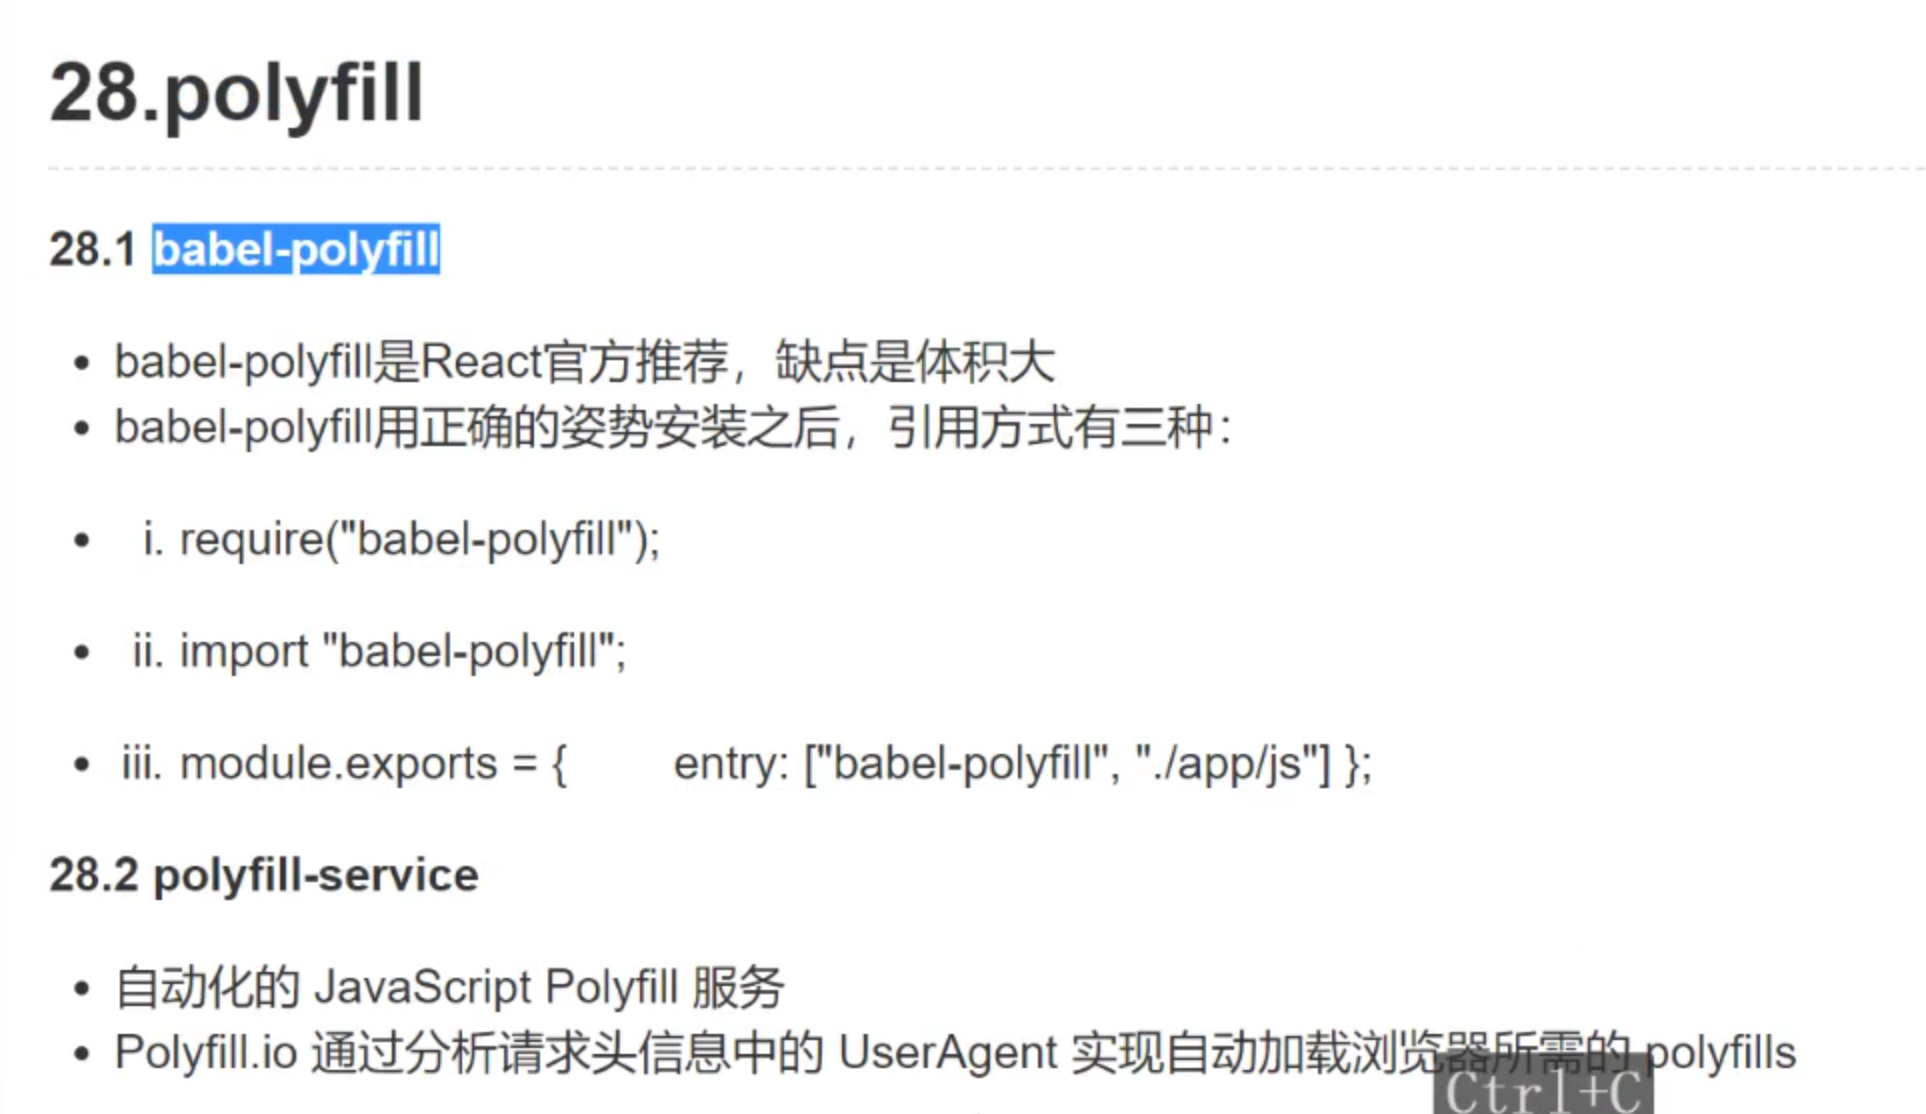 28.polyfill
28.1 babel-polyfill
babel-polyfill是React官方推荐，缺点是体积大
babel-polyfill用正确的姿势安装之后，引用方式有三种：
i. require("babel-polyfill");
ii. import "babel-polyfill";
iii. module.exports = { entry: ["babel-polyfill", "./app/js"] };
28.2 polyfill-service
自动化的 JavaScript Polyfill 服务
Polyfill.io 通过分析请求头信息中的 UserAgent 实现自动加载浏览器所需的 polyfills
Ctrl+C